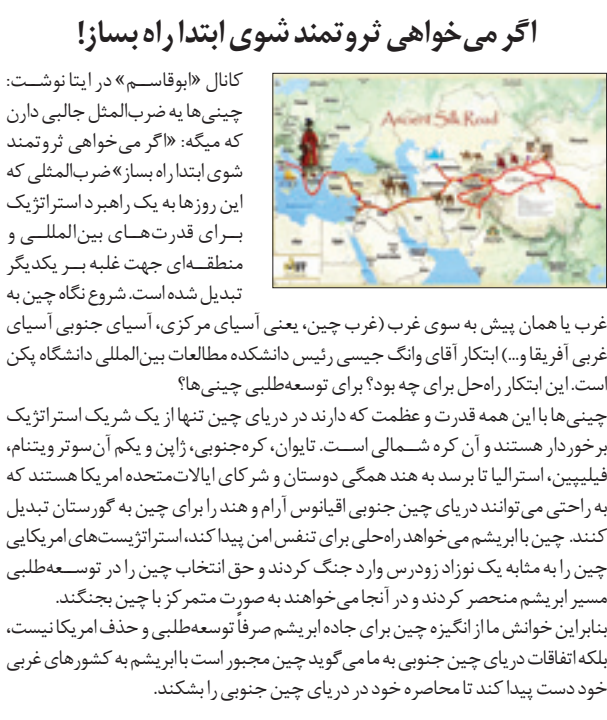 اگر می‌خواهی ثروتمند شوی ابتدا راه بساز!
Ancient Silk Road
کانال «ابوقاسم» در ایتا نوشت:
چینی‌ها یه ضرب‌المثل جالبی دارن
که میگه: «اگر می‌خواهی ثروتمند
شوی ابتدا راه بساز» ضرب‌المثلی که
این روزها به یک راهبرد استراتژیک
برای قدرت‌های بین‌المللی و
منطقه‌ای جهت غلبه بر یکدیگر
تبدیل شده است. شروع نگاه چین به
غرب یا همان پیش به سوی غرب (غرب چین، یعنی آسیای مرکزی، آسیای جنوبی آسیای
غربی آفریقا و...) ابتکار آقای وانگ جیسی رئیس دانشکده مطالعات بین‌المللی دانشگاه پکن
است. این ابتکار راه‌حل برای چه بود؟ برای توسعه‌طلبی چینی‌ها؟
چینی‌ها با این همه قدرت و عظمت که دارند در دریای چین تنها از یک شریک استراتژیک
برخوردار هستند و آن کره شمالی است. تایوان، کره‌جنوبی، ژاپن و یکم آن‌سوتر ویتنام،
فیلیپین، استرالیا تا برسد به هند همگی دوستان و شرکای ایالات‌متحده امریکا هستند که
به راحتی می‌توانند دریای چین جنوبی اقیانوس آرام و هند را برای چین به گورستان تبدیل
کنند. چین با ابریشم می‌خواهد راه‌حلی برای تنفس امن پیدا کند، استراتژیست‌های امریکایی
چین را به مثابه یک نوزاد زودرس وارد جنگ کردند و حق انتخاب چین را در توسعه‌طلبی
مسیر ابریشم منحصر کردند و در آنجا می‌خواهند به صورت متمرکز با چین بجنگند.
بنابراین خوانش ما از انگیزه چین برای جاده ابریشم صرفاً توسعه‌طلبی و حذف امریکا نیست،
بلکه اتفاقات دریای چین جنوبی به ما می‌گوید چین مجبور است با ابریشم به کشورهای غربی
خود دست پیدا کند تا محاصره خود در دریای چین جنوبی را بشکند.